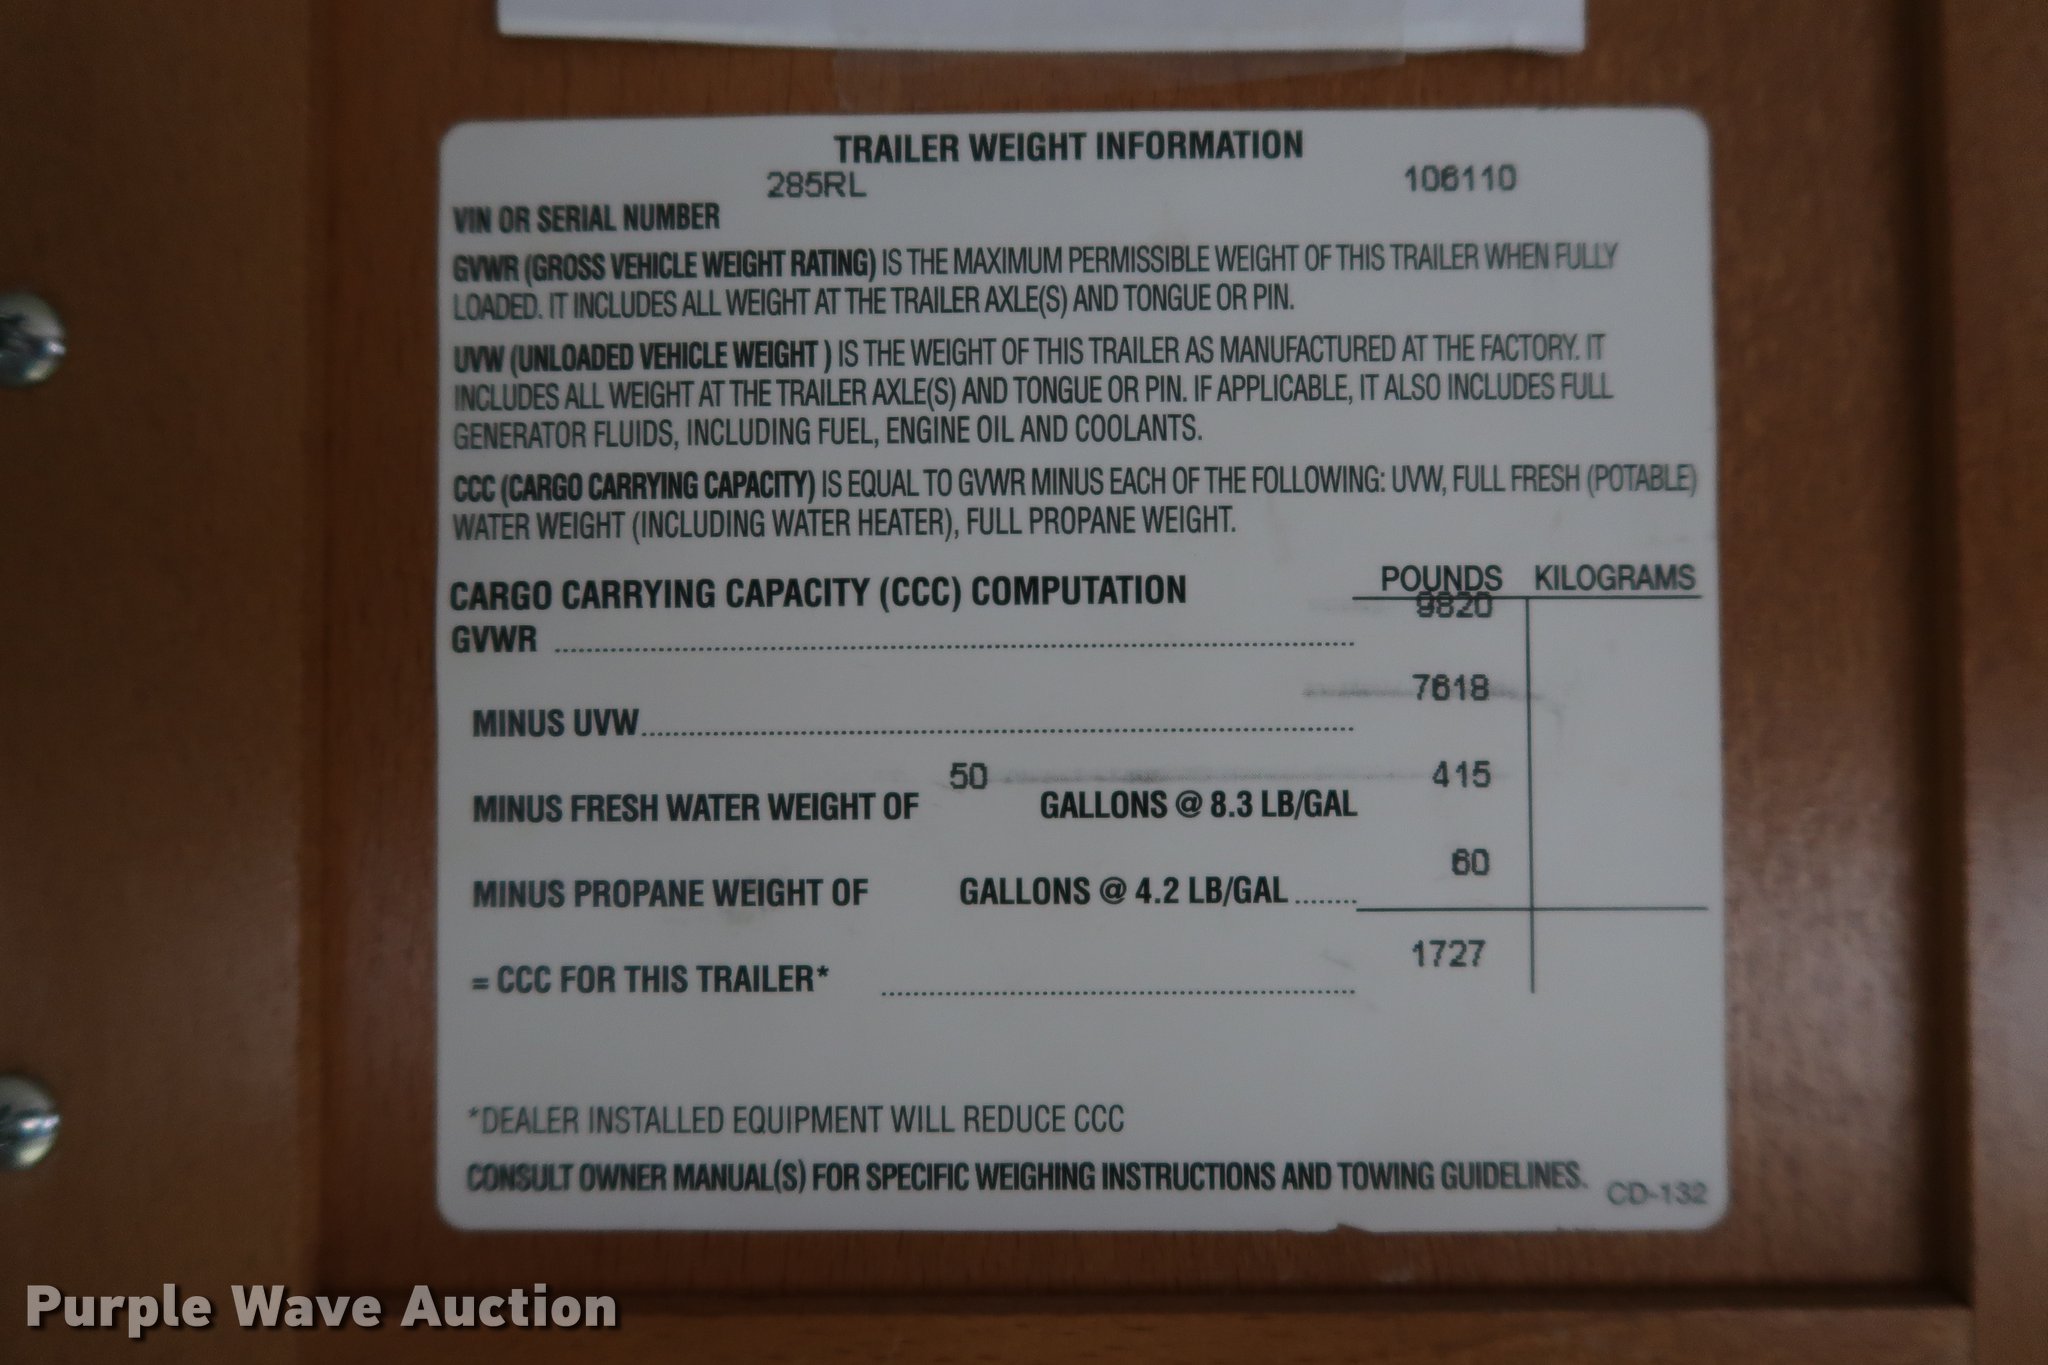 TRAILER WEIGHT INFORMATION
285RL 106110
VIN OR SERIAL NUMBER
GVWR (GROSS VEHICLE WEIGHT RATING) IS THE MAXIMUM PERMISSIBLE WEIGHT OF THIS TRAILER WHEN FULLY
LOADED. IT INCLUDES ALL WEIGHT AT THE TRAILER AXLE(S) AND TONGUE OR PIN.
UVW (UNLOADED VEHICLE WEIGHT ) IS THE WEIGHT OF THIS TRAILER AS MANUFACTURED AT THE FACTORY. IT
INCLUDES ALL WEIGHT AT THE TRAILER AXLE(S) AND TONGUE OR PIN. IF APPLICABLE, IT ALSO INCLUDES FULL
GENERATOR FLUIDS, INCLUDING FUEL, ENGINE OIL AND COOLANTS.
CCC (CARGO CARRYING CAPACITY) IS EQUAL TO GVWR MINUS EACH OF THE FOLLOWING: UVW, FULL FRESH (POTABLE)
WATER WEIGHT (INCLUDING WATER HEATER), FULL PROPANE WEIGHT.
CARGO CARRYING CAPACITY (CCC) COMPUTATION POUNDS KILOGRAMS
GVWR 9820
MINUS UVW 7618
MINUS FRESH WATER WEIGHT OF 50 GALLONS @ 8.3 LB/GAL 415
MINUS PROPANE WEIGHT OF GALLONS @ 4.2 LB/GAL 60
= CCC FOR THIS TRAILER* 1727
*DEALER INSTALLED EQUIPMENT WILL REDUCE CCC
CONSULT OWNER MANUAL(S) FOR SPECIFIC WEIGHING INSTRUCTIONS AND TOWING GUIDELINES. CD-132
Purple Wave Auction